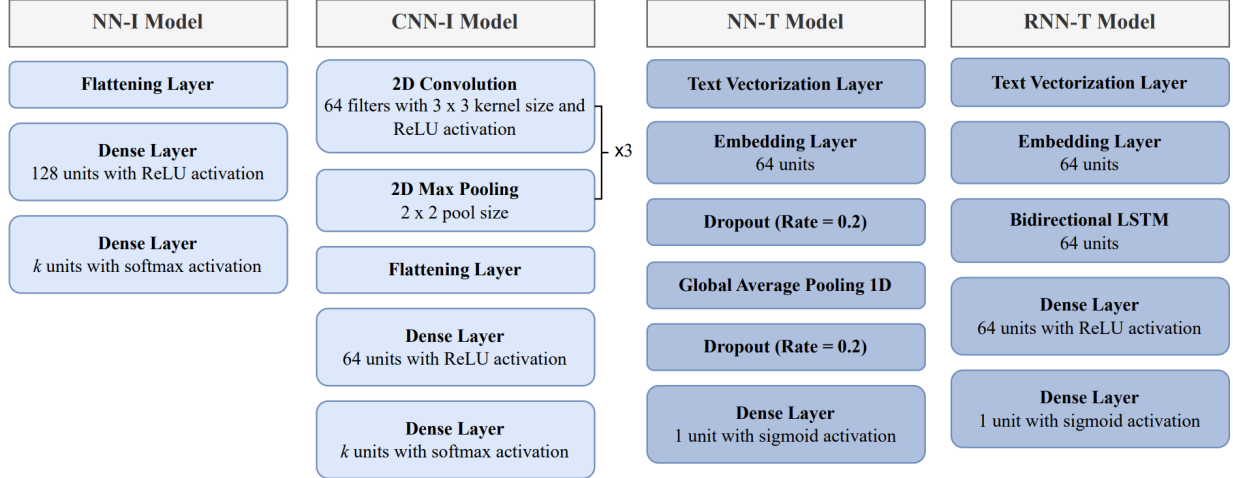 NN-I Model
Flattening Layer
Dense Layer
128 units with ReLU activation
Dense Layer
k units with softmax activation
CNN-I Model
2D Convolution
64 filters with 3 x 3 kernel size and
ReLU activation
2D Max Pooling
2 x 2 pool size
x3
Flattening Layer
Dense Layer
64 units with ReLU activation
Dense Layer
k units with softmax activation
NN-T Model
Text Vectorization Layer
Embedding Layer
64 units
Dropout (Rate = 0.2)
Global Average Pooling 1D
Dropout (Rate = 0.2)
Dense Layer
1 unit with sigmoid activation
RNN-T Model
Text Vectorization Layer
Embedding Layer
64 units
Bidirectional LSTM
64 units
Dense Layer
64 units with ReLU activation
Dense Layer
1 unit with sigmoid activation